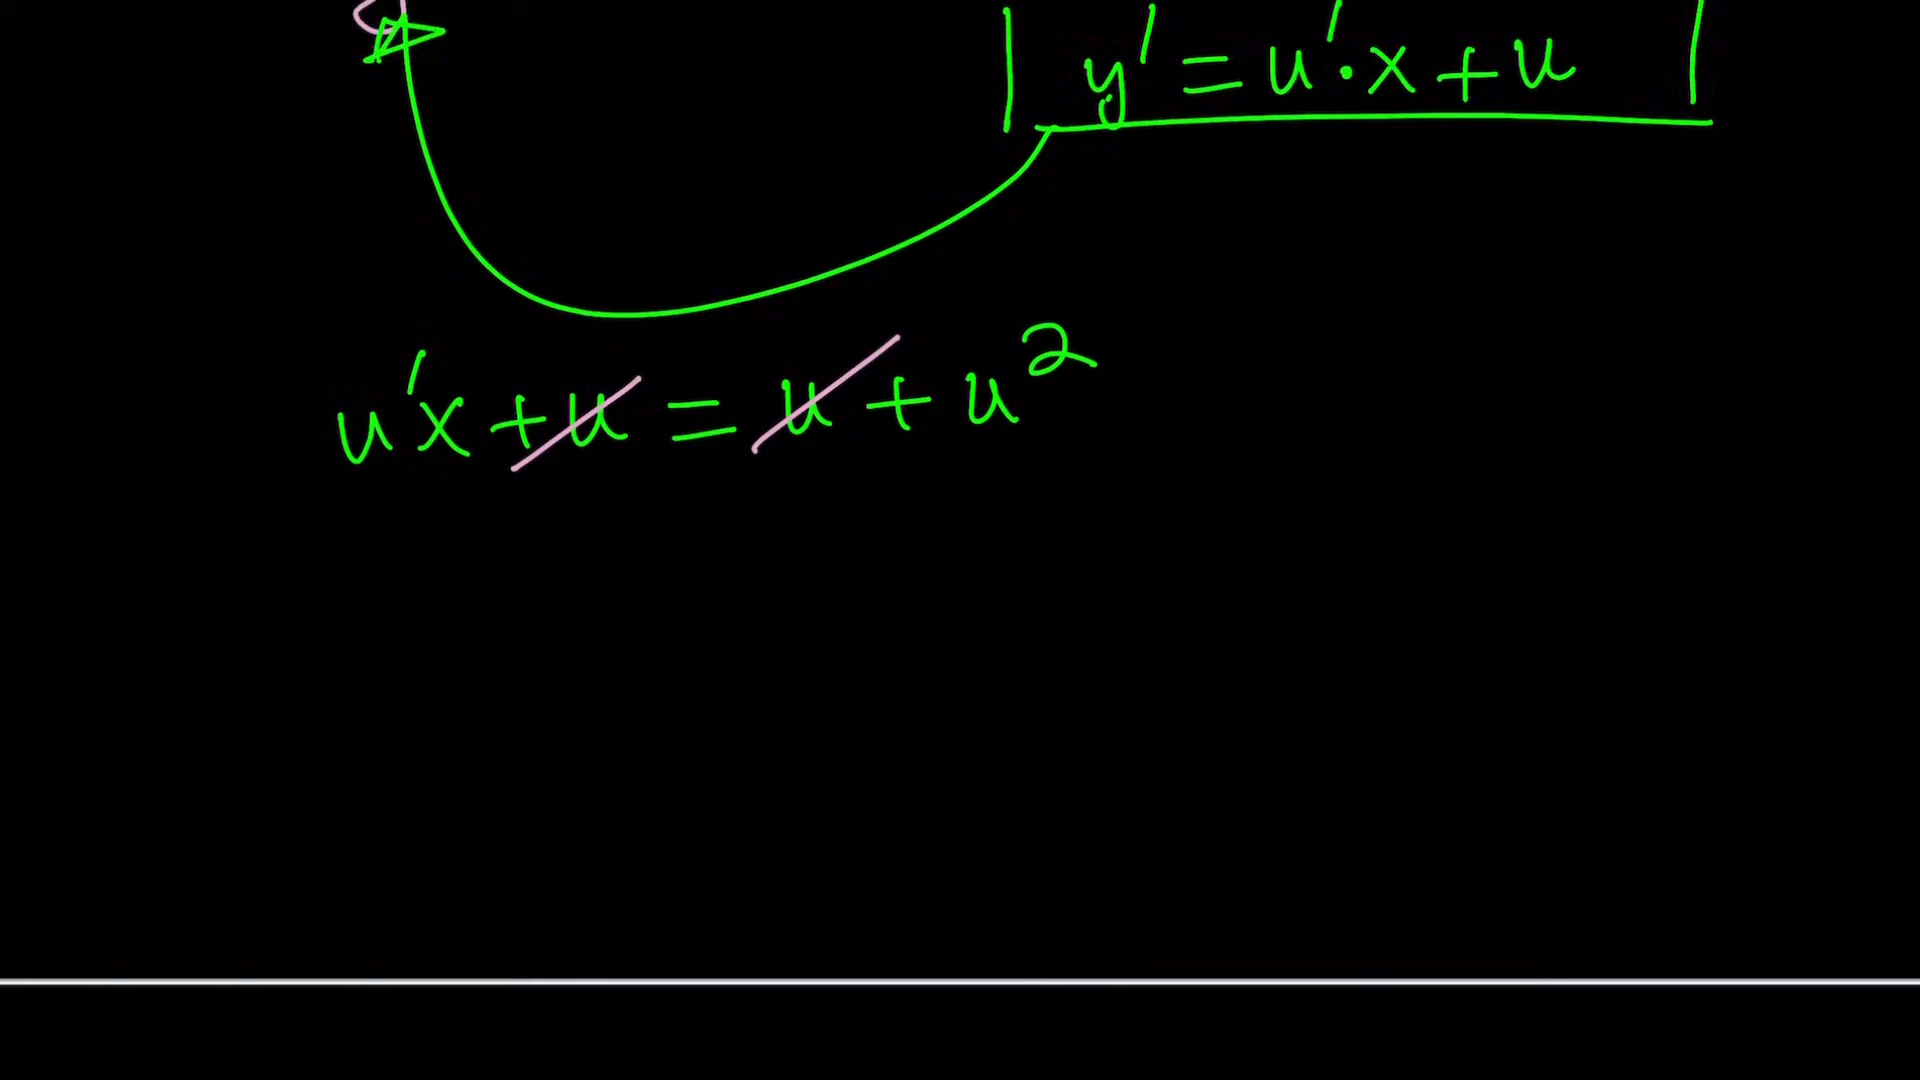 y' = u'·x + u
u'x + u = u + u²